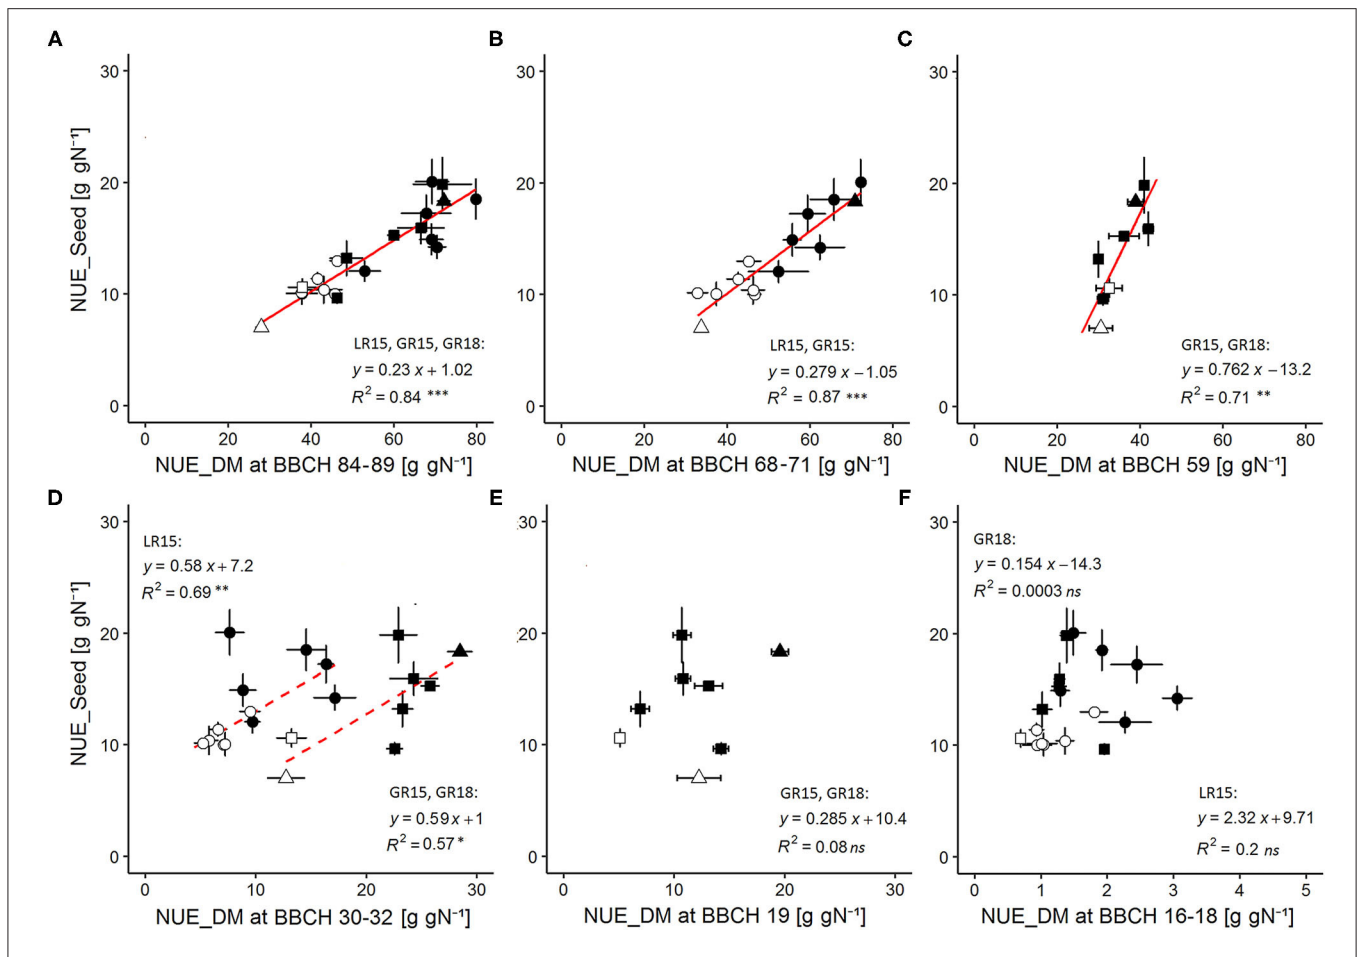 A
B
C
NUE_Seed [g gN⁻¹]
30
20
10
0
LR15, GR15, GR18:
y = 0.23 x + 1.02
R² = 0.84 ***
0 20 40 60 80
NUE_DM at BBCH 84-89 [g gN⁻¹]
30
20
10
0
LR15, GR15:
y = 0.279 x − 1.05
R² = 0.87 ***
0 20 40 60 80
NUE_DM at BBCH 68-71 [g gN⁻¹]
30
20
10
0
GR15, GR18:
y = 0.762 x − 13.2
R² = 0.71 **
0 20 40 60 80
NUE_DM at BBCH 59 [g gN⁻¹]
D
E
F
NUE_Seed [g gN⁻¹]
30
20
10
0
LR15:
y = 0.58 x + 7.2
R² = 0.69 **
GR15, GR18:
y = 0.59 x + 1
R² = 0.57 *
0 10 20 30
NUE_DM at BBCH 30-32 [g gN⁻¹]
30
20
10
0
GR15, GR18:
y = 0.285 x + 10.4
R² = 0.08 ns
0 10 20 30
NUE_DM at BBCH 19 [g gN⁻¹]
30
20
10
0
GR18:
y = 0.154 x − 14.3
R² = 0.0003 ns
LR15:
y = 2.32 x + 9.71
R² = 0.2 ns
0 1 2 3 4 5
NUE_DM at BBCH 16-18 [g gN⁻¹]